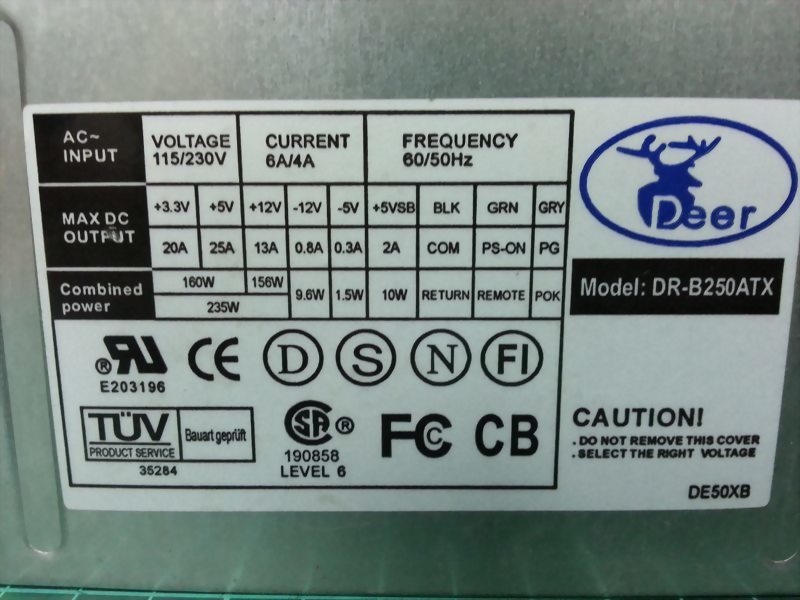 AC~
INPUT
VOLTAGE
115/230V
CURRENT
6A/4A
FREQUENCY
60/50Hz
MAX DC
OUTPUT
+3.3V +5V +12V -12V -5V +5VSB BLK GRN GRY
20A 25A 13A 0.8A 0.3A 2A COM PS-ON PG
Combined
power
160W 156W
235W
9.6W 1.5W 10W RETURN REMOTE POK
Deer
Model: DR-B250ATX
® RU
E203196
CE D S N FI
TÜV
PRODUCT SERVICE
Bauart geprüft
35284
SA ®
190858
LEVEL 6
FC CB
CAUTION!
. DO NOT REMOVE THIS COVER
. SELECT THE RIGHT VOLTAGE
DE50XB